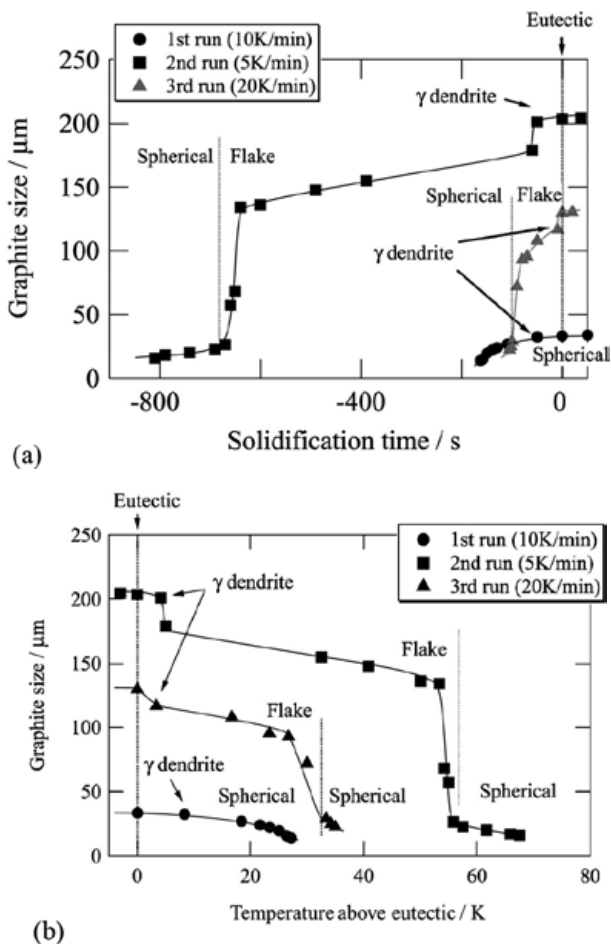 Eutectic
1st run (10K/min)
2nd run (5K/min)
3rd run (20K/min)
250
200
150
100
50
0
Graphite size / μm
γ dendrite
Spherical
Flake
Spherical
Flake
γ dendrite
Spherical
-800
-400
0
Solidification time / s
(a)
Eutectic
250
200
150
100
50
0
Graphite size / μm
1st run (10K/min)
2nd run (5K/min)
3rd run (20K/min)
γ dendrite
Flake
Flake
γ dendrite
Spherical
Spherical
Spherical
0
20
40
60
80
Temperature above eutectic / K
(b)